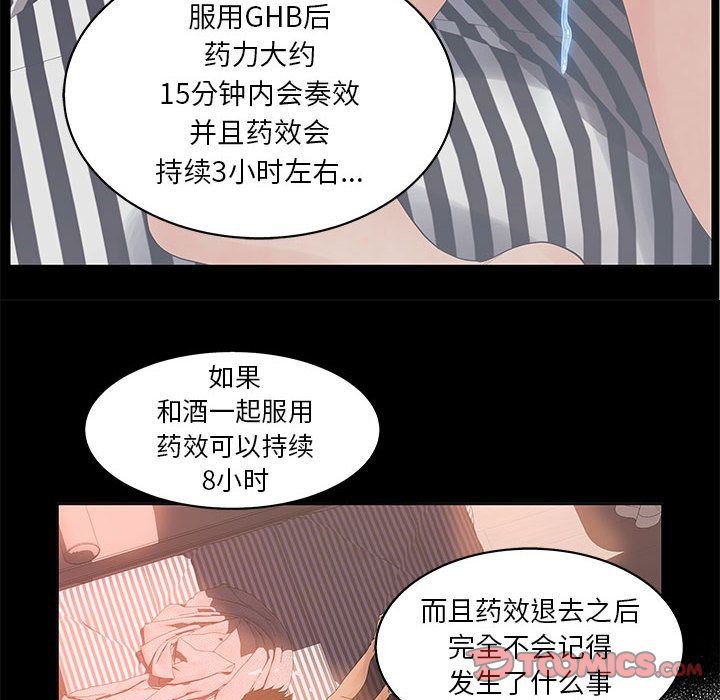 服用GHB后
药力大约
15分钟内会奏效
并且药效会
持续3小时左右...
如果
和酒一起服用
药效可以持续
8小时
而且药效退去之后
完全不会记得
发生了什么事
TOOMICS.COM